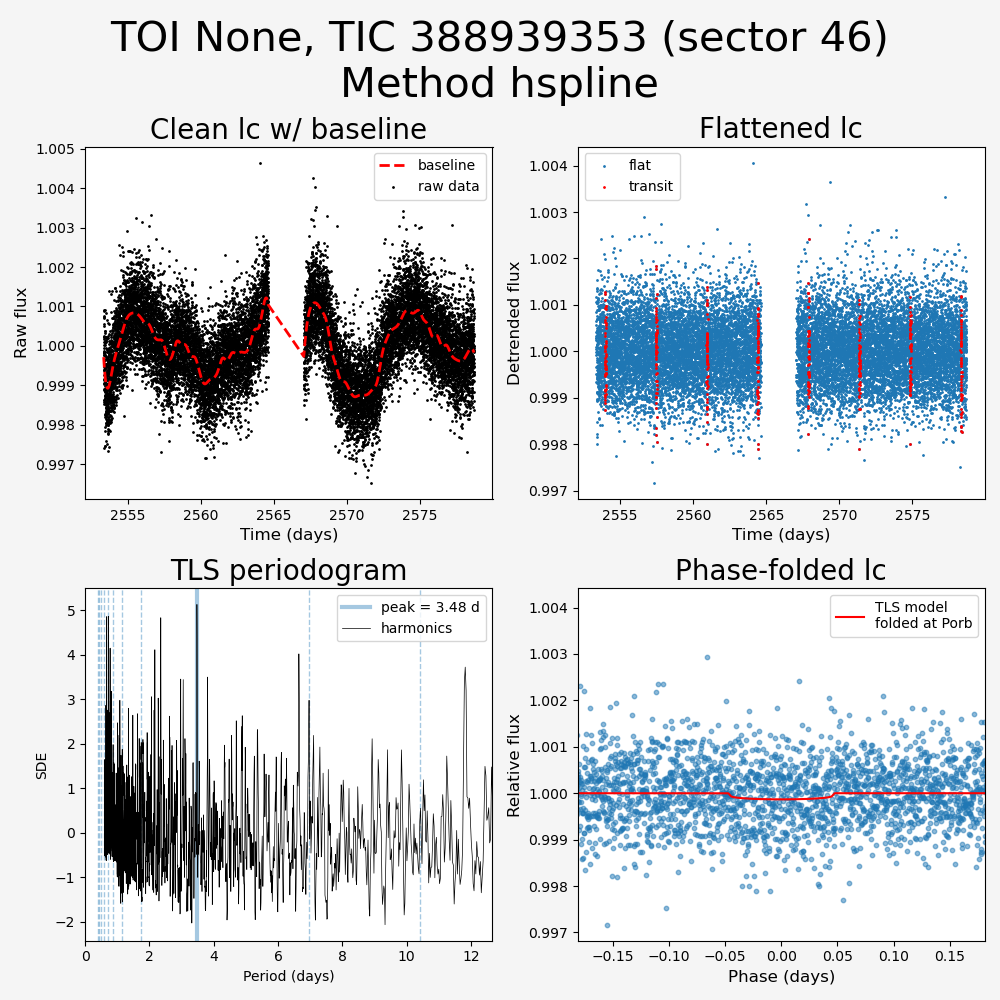 TOI None, TIC 388939353 (sector 46)
Method hspline
Clean lc w/ baseline
Flattened lc
1.005
1.004
1.003
1.002
1.001
1.000
0.999
0.998
0.997
Raw flux
baseline
raw data
2555
2560
2565
2570
2575
Time (days)
1.004
1.003
1.002
1.001
1.000
0.999
0.998
0.997
Detrended flux
flat
transit
2555
2560
2565
2570
2575
Time (days)
TLS periodogram
Phase-folded lc
5
4
3
2
1
0
−1
−2
SDE
peak = 3.48 d
harmonics
0
2
4
6
8
10
12
Period (days)
1.004
1.003
1.002
1.001
1.000
0.999
0.998
0.997
Relative flux
TLS model
folded at Porb
−0.15
−0.10
−0.05
0.00
0.05
0.10
0.15
Phase (days)